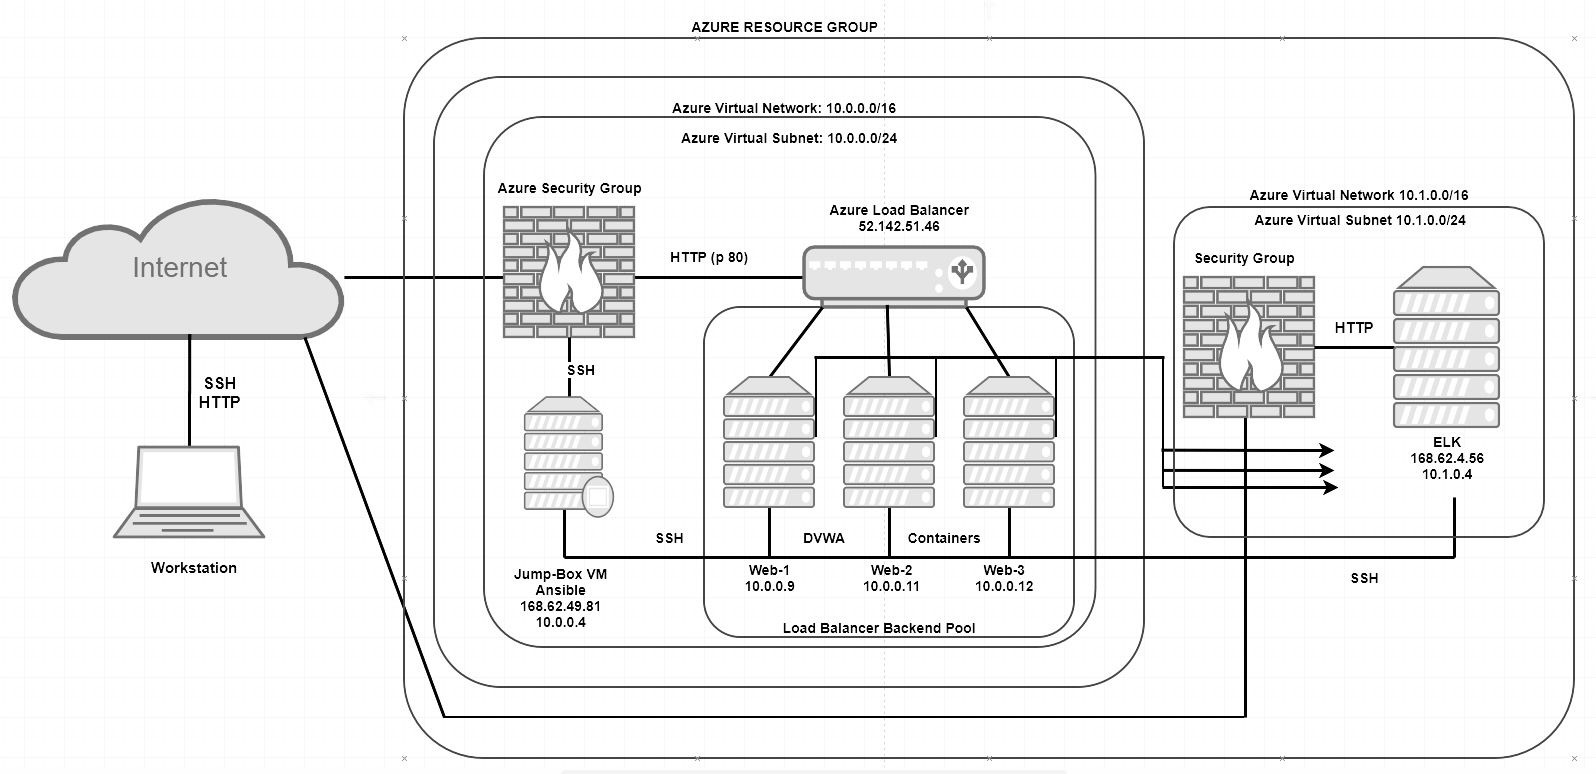 AZURE RESOURCE GROUP
Azure Virtual Network: 10.0.0.0/16
Azure Virtual Subnet: 10.0.0.0/24
Azure Security Group
Azure Load Balancer
52.142.51.46
Azure Virtual Network 10.1.0.0/16
Azure Virtual Subnet 10.1.0.0/24
Security Group
Internet
HTTP (p 80)
HTTP
SSH
SSH
HTTP
ELK
168.62.4.56
10.1.0.4
SSH
DVWA
Containers
Workstation
Jump-Box VM
Ansible
168.62.49.81
10.0.0.4
Web-1
10.0.0.9
Web-2
10.0.0.11
Web-3
10.0.0.12
SSH
Load Balancer Backend Pool